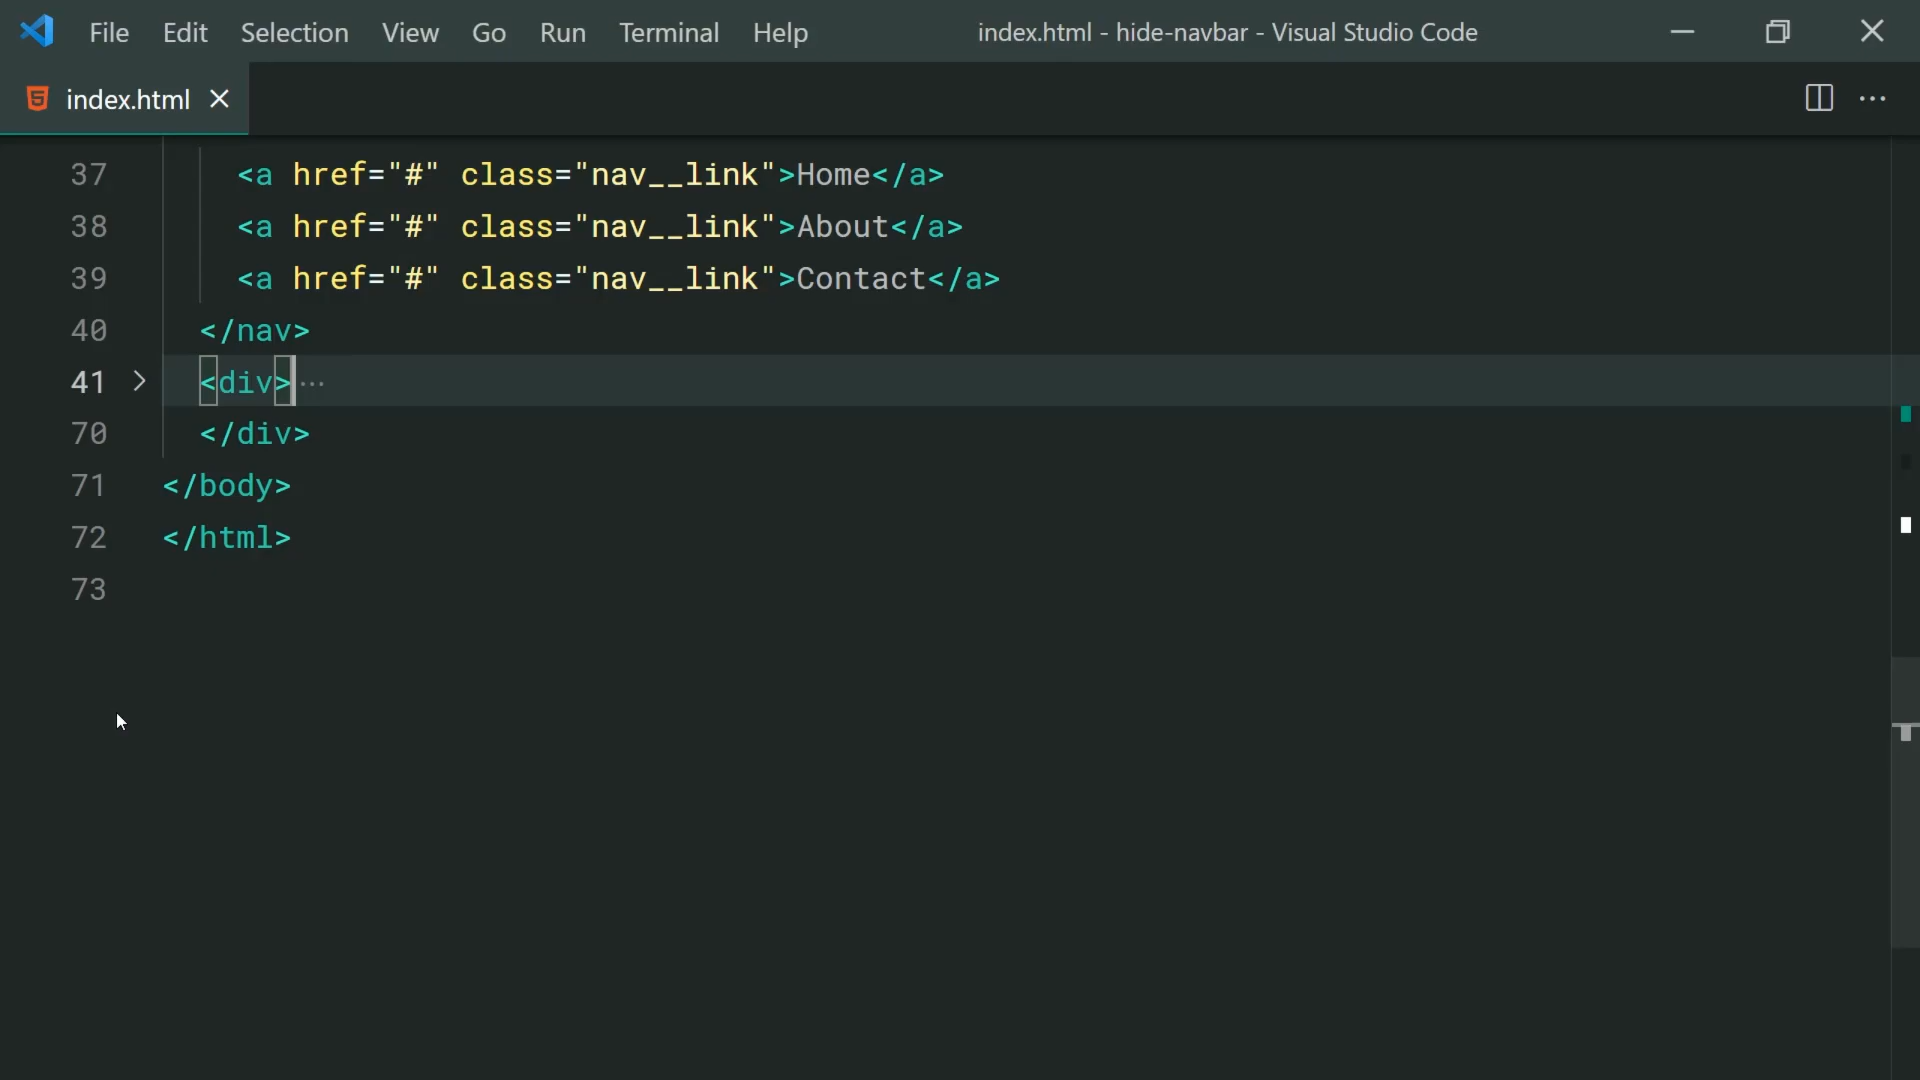 File Edit Selection View Go Run Terminal Help index.html - hide-navbar - Visual Studio Code
index.html
37 <a href="#" class="nav__link">Home</a>
38 <a href="#" class="nav__link">About</a>
39 <a href="#" class="nav__link">Contact</a>
40 </nav>
41 <div>···
70 </div>
71 </body>
72 </html>
73